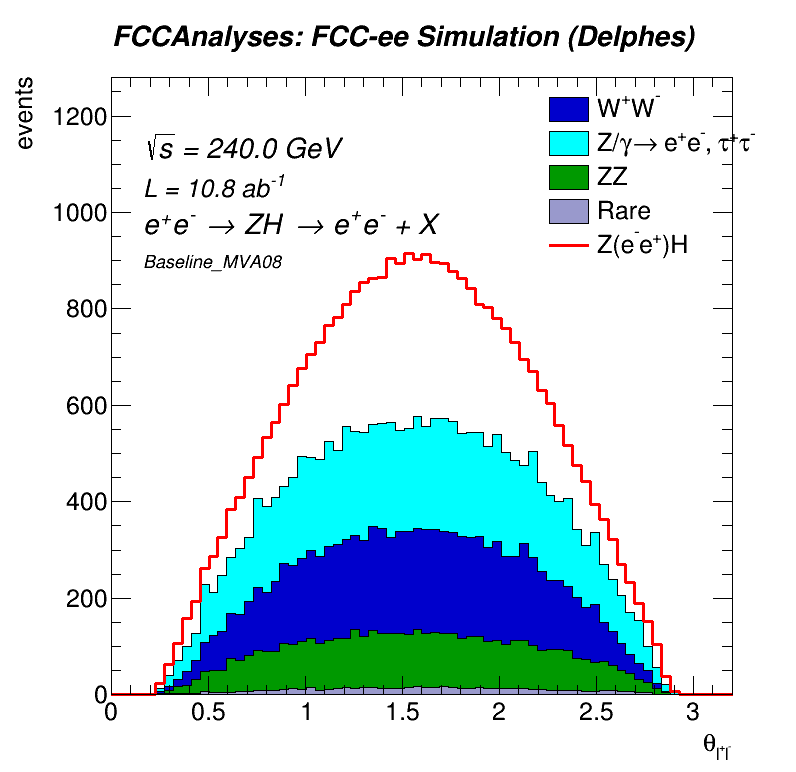 FCCAnalyses: FCC-ee Simulation (Delphes)
events
1200
1000
800
600
400
200
0
√s = 240.0 GeV
L = 10.8 ab⁻¹
e⁺e⁻ → ZH → e⁺e⁻ + X
Baseline_MVA08
W⁺W⁻
Z/γ→ e⁺e⁻, τ⁺τ⁻
ZZ
Rare
Z(e⁻e⁺)H
0 0.5 1 1.5 2 2.5 3
θ_l⁺l⁻